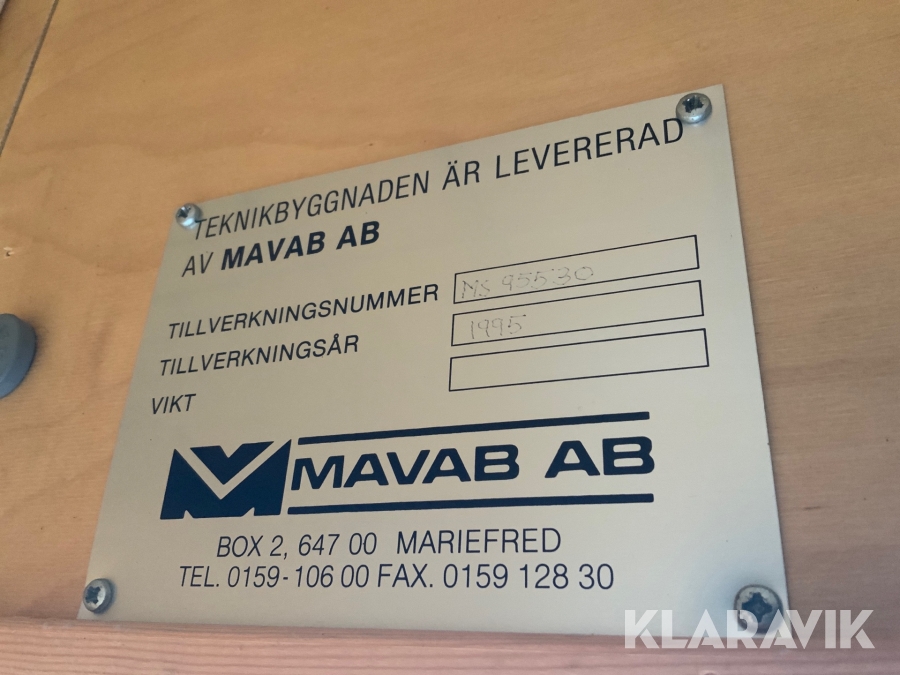 TEKNIKBYGGNADEN ÄR LEVERERAD
AV MAVAB AB
TILLVERKNINGSNUMMER MS 95530
TILLVERKNINGSÅR 1995
VIKT
MAVAB AB
BOX 2, 647 00 MARIEFRED
TEL. 0159-106 00 FAX. 0159 128 30
KLARAVIK